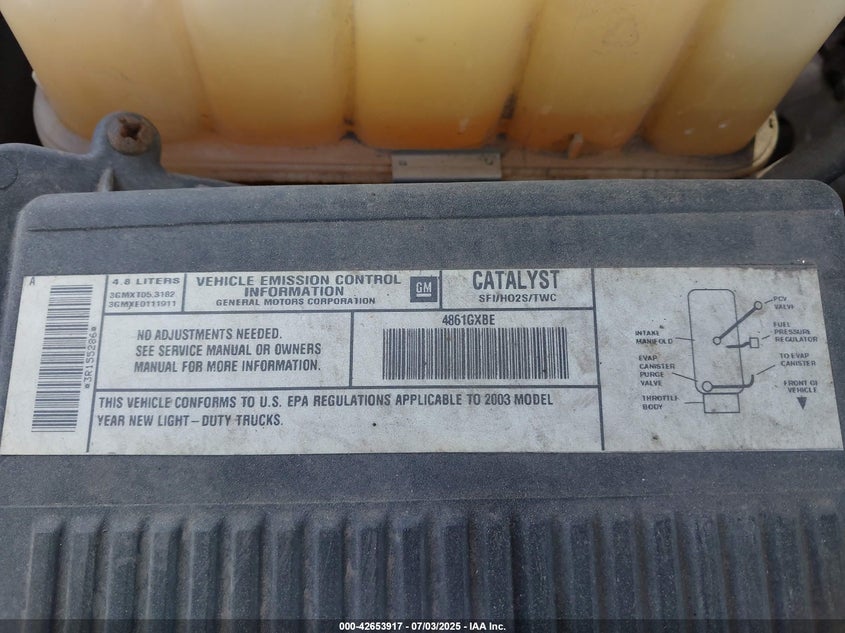 A
*3R155286*
4.8 LITERS
3GMXT05.3182
3GMXE0111911
VEHICLE EMISSION CONTROL
INFORMATION
GENERAL MOTORS CORPORATION
GM
CATALYST
SFI/HO2S/TWC
NO ADJUSTMENTS NEEDED.
SEE SERVICE MANUAL OR OWNERS
MANUAL FOR MORE INFORMATION.
4861GXBE
THIS VEHICLE CONFORMS TO U.S. EPA REGULATIONS APPLICABLE TO 2003 MODEL
YEAR NEW LIGHT-DUTY TRUCKS.
PCV
VALVE
INTAKE
MANIFOLD
FUEL
PRESSURE
REGULATOR
EVAP
CANISTER
PURGE
VALVE
TO EVAP
CANISTER
THROTTLE
BODY
FRONT OF
VEHICLE
000-42653917 - 07/03/2025 - IAA Inc.